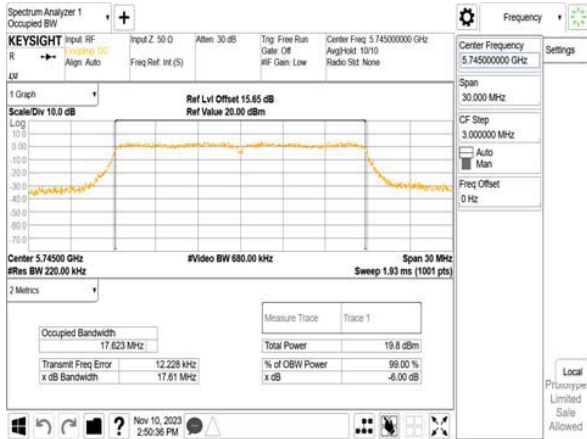 Spectrum Analyzer 1
Occupied BW
Frequency
KEYSIGHT
R
LXI
Input: RF
Coupling: DC
Align: Auto
Input Z: 50 Ω
Freq Ref: Int (S)
Atten: 30 dB
Trig: Free Run
Gate: Off
#IF Gain: Low
Center Freq: 5.745000000 GHz
Avg|Hold: 10/10
Radio Std: None
Center Frequency
5.745000000 GHz
Settings
Span
30.000 MHz
CF Step
3.000000 MHz
Auto
Man
Freq Offset
0 Hz
1 Graph
Scale/Div 10.0 dB
Ref Lvl Offset 15.65 dB
Ref Value 20.00 dBm
Log
10.0
0.00
-10.0
-20.0
-30.0
-40.0
-50.0
-60.0
-70.0
Center 5.74500 GHz
#Res BW 220.00 kHz
#Video BW 680.00 kHz
Span 30 MHz
Sweep 1.93 ms (1001 pts)
2 Metrics
Measure Trace Trace 1
Occupied Bandwidth
17.623 MHz
Total Power 19.8 dBm
Transmit Freq Error 12.228 kHz
% of OBW Power 99.00 %
x dB Bandwidth 17.61 MHz
x dB -6.00 dB
Local
Prototype
Limited
Sale
Allowed
?
Nov 10, 2023
2:50:36 PM